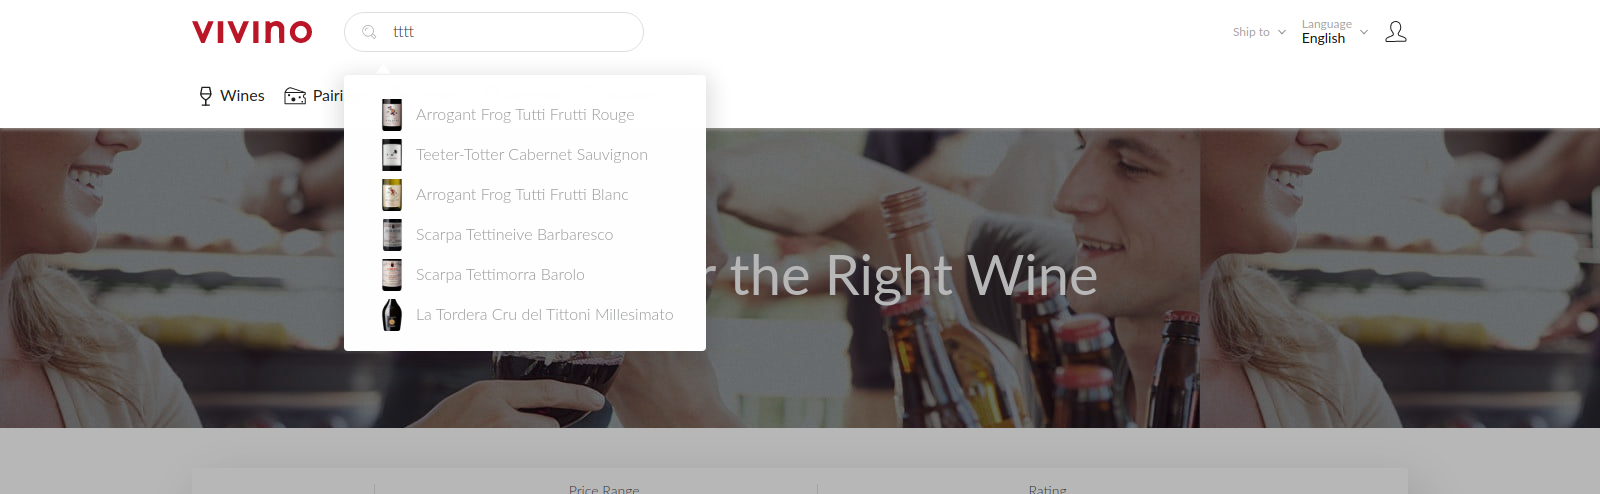 VIVINO
tttt
Ship to
Language
English
Wines
Pairi
Arrogant Frog Tutti Frutti Rouge
Teeter-Totter Cabernet Sauvignon
Arrogant Frog Tutti Frutti Blanc
Scarpa Tettineive Barbaresco
Scarpa Tettimorra Barolo
La Tordera Cru del Tittoni Millesimato
r the Right Wine
Price Range
Rating